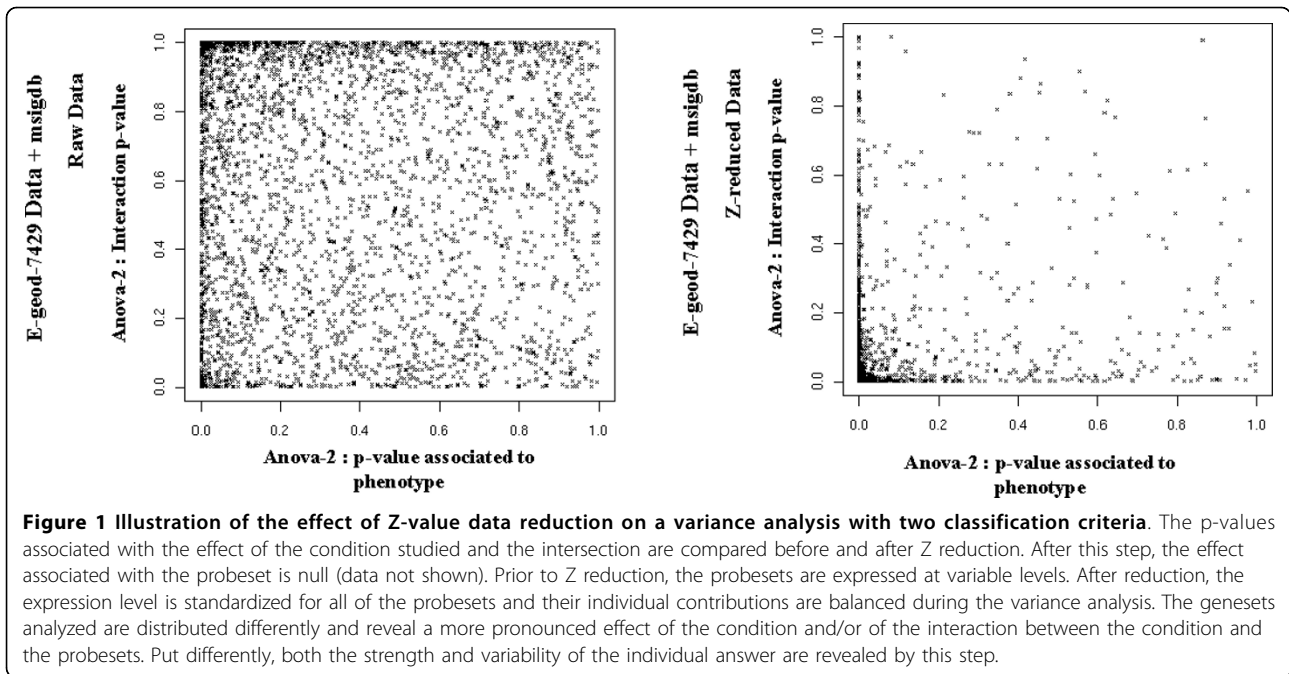 E-geod-7429 Data + msigdb
Raw Data
Anova-2 : Interaction p-value
1.0
0.8
0.6
0.4
0.2
0.0
0.0 0.2 0.4 0.6 0.8 1.0
Anova-2 : p-value associated to
phenotype
E-geod-7429 Data + msigdb
Z-reduced Data
Anova-2 : Interaction p-value
1.0
0.8
0.6
0.4
0.2
0.0
0.0 0.2 0.4 0.6 0.8 1.0
Anova-2 : p-value associated to
phenotype
Figure 1 Illustration of the effect of Z-value data reduction on a variance analysis with two classification criteria. The p-values
associated with the effect of the condition studied and the intersection are compared before and after Z reduction. After this step, the effect
associated with the probeset is null (data not shown). Prior to Z reduction, the probesets are expressed at variable levels. After reduction, the
expression level is standardized for all of the probesets and their individual contributions are balanced during the variance analysis. The genesets
analyzed are distributed differently and reveal a more pronounced effect of the condition and/or of the interaction between the condition and
the probesets. Put differently, both the strength and variability of the individual answer are revealed by this step.